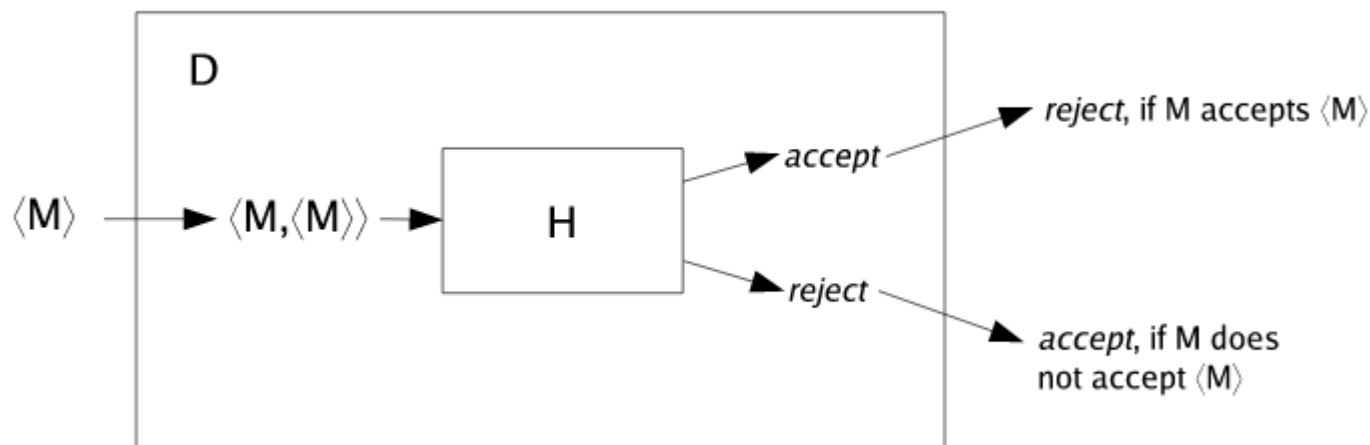 D
reject, if M accepts ⟨M⟩
accept
⟨M⟩
⟨M,⟨M⟩⟩
H
reject
accept, if M does
not accept ⟨M⟩